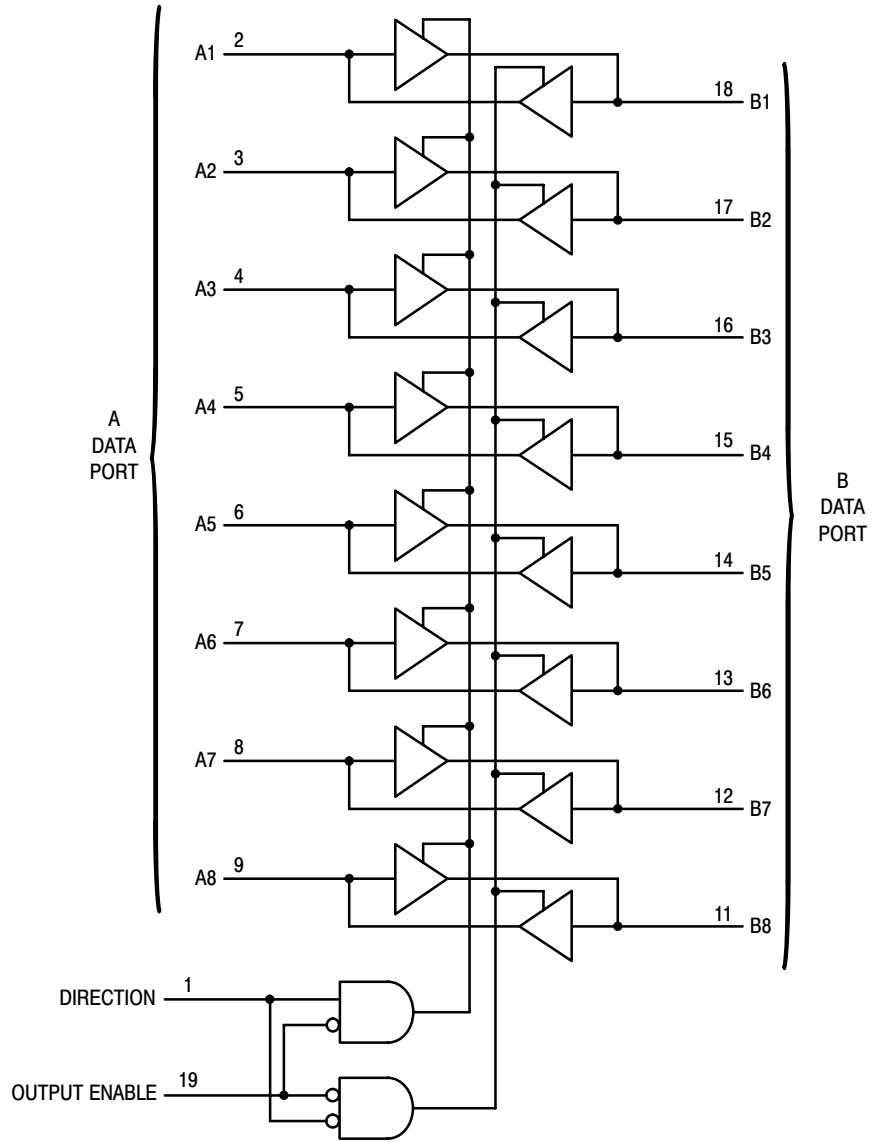 A1 2
18 B1
A2 3
17 B2
A3 4
16 B3
A4 5
15 B4
A
DATA
PORT
B
DATA
PORT
A5 6
14 B5
A6 7
13 B6
A7 8
12 B7
A8 9
11 B8
DIRECTION 1
OUTPUT ENABLE 19